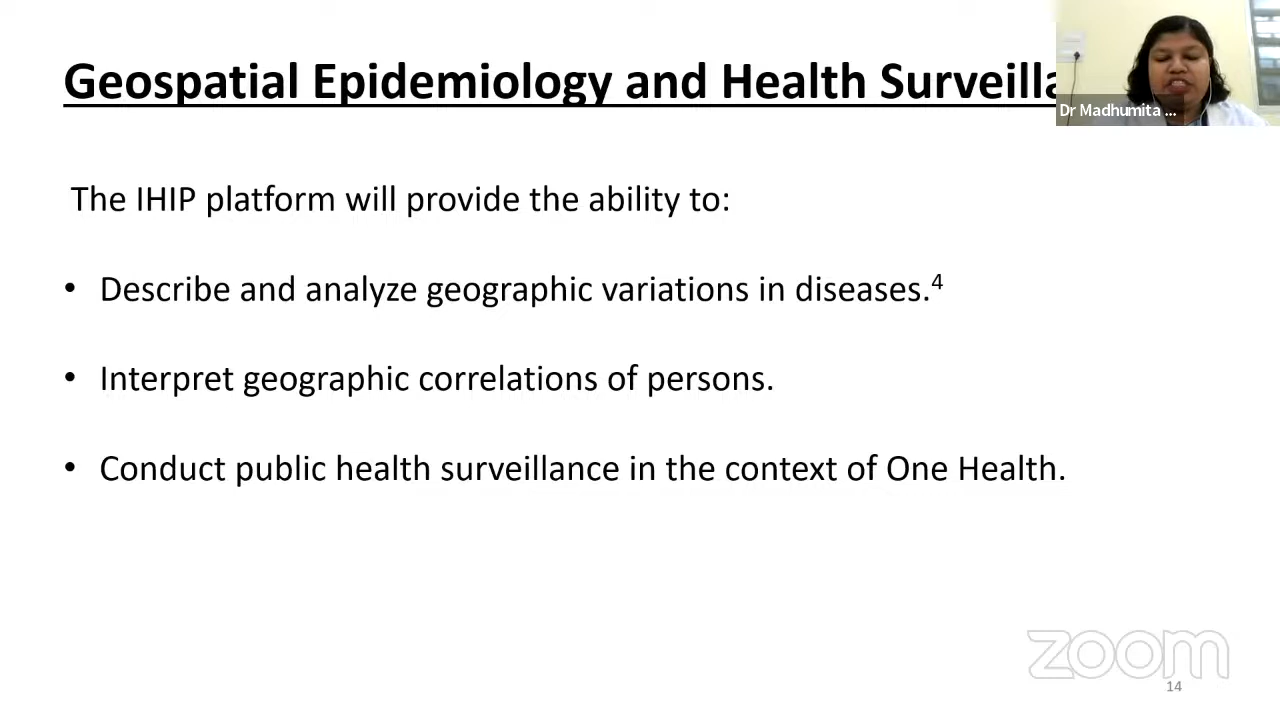 Geospatial Epidemiology and Health Surveilla
Dr Madhumita ...
The IHIP platform will provide the ability to:
• Describe and analyze geographic variations in diseases.⁴
• Interpret geographic correlations of persons.
• Conduct public health surveillance in the context of One Health.
zoom
14